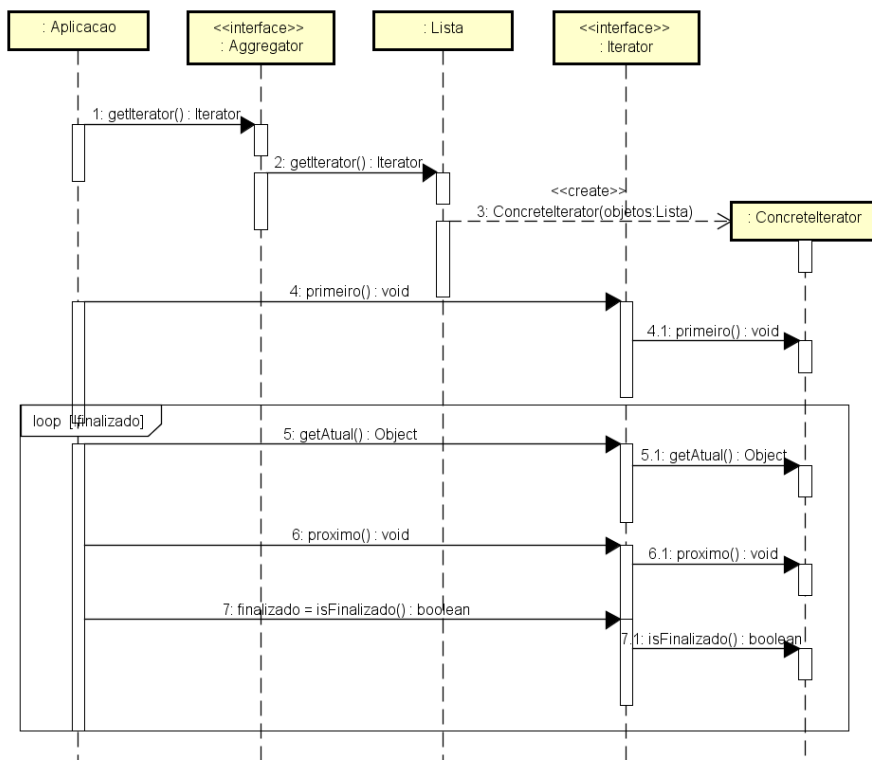 : Aplicacao
<<interface>>
: Aggregator
: Lista
<<interface>>
: Iterator
1: getIterator() : Iterator
2: getIterator() : Iterator
<<create>>
3: ConcreteIterator(objetos:Lista)
: ConcreteIterator
4: primeiro() : void
4.1: primeiro() : void
loop [!finalizado]
5: getAtual() : Object
5.1: getAtual() : Object
6: proximo() : void
6.1: proximo() : void
7: finalizado = isFinalizado() : boolean
7.1: isFinalizado() : boolean